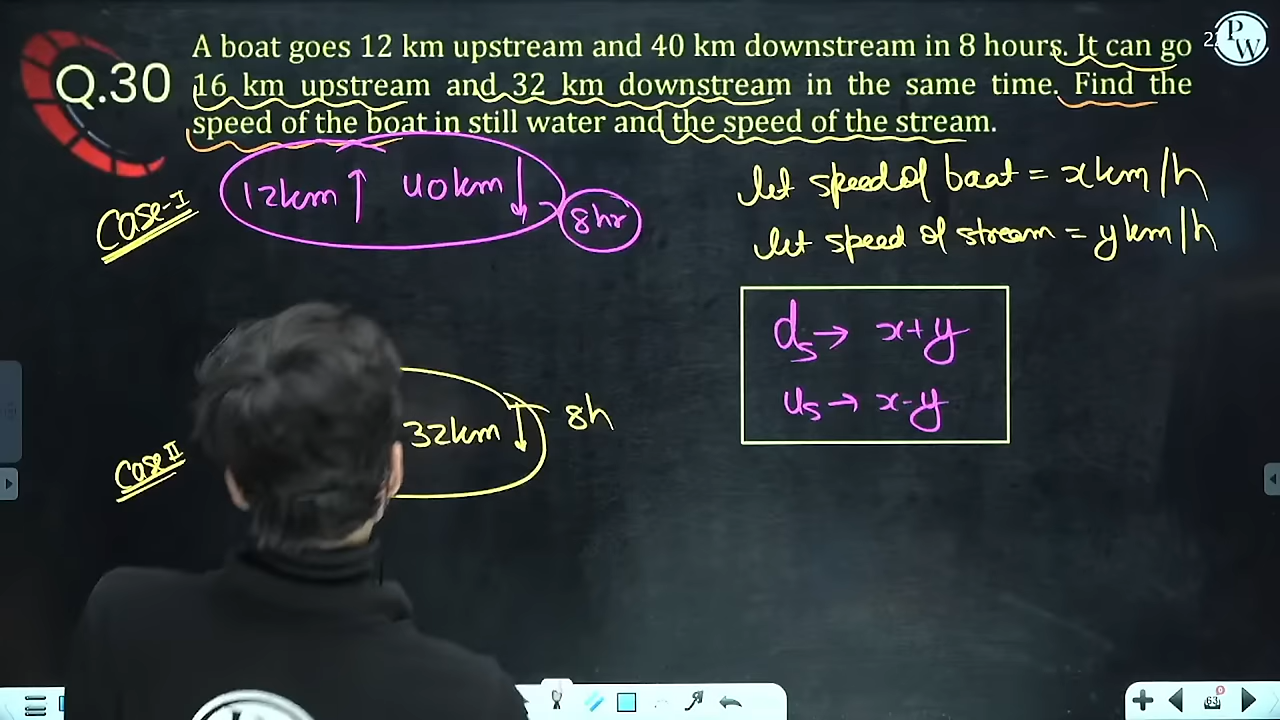 A boat goes 12 km upstream and 40 km downstream in 8 hours. It can go
Q.30
16 km upstream and 32 km downstream in the same time. Find the
speed of the boat in still water and the speed of the stream.
PW
Case-I
12km ↑ 40km ↓
8hr
let speed of boat = x km/h
let speed of stream = y km/h
ds → x+y
us → x-y
Case II
32km ↓
8h
63